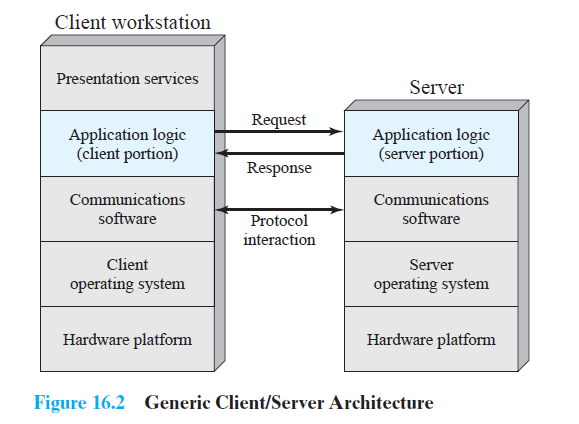 Client workstation
Presentation services
Application logic
(client portion)
Communications
software
Client
operating system
Hardware platform
Request
Response
Protocol
interaction
Server
Application logic
(server portion)
Communications
software
Server
operating system
Hardware platform
Figure 16.2 Generic Client/Server Architecture